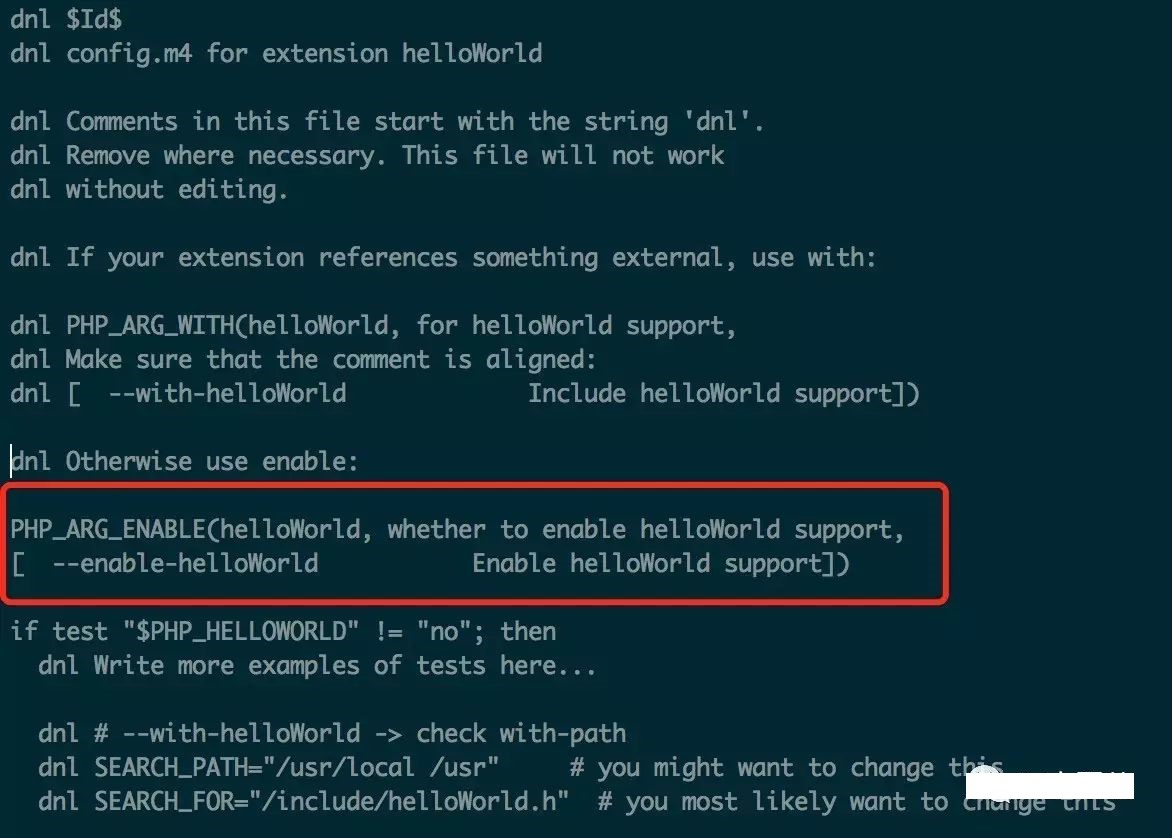 dnl $Id$
dnl config.m4 for extension helloWorld
dnl Comments in this file start with the string 'dnl'.
dnl Remove where necessary. This file will not work
dnl without editing.
dnl If your extension references something external, use with:
dnl PHP_ARG_WITH(helloWorld, for helloWorld support,
dnl Make sure that the comment is aligned:
dnl [  --with-helloWorld             Include helloWorld support])
dnl Otherwise use enable:
PHP_ARG_ENABLE(helloWorld, whether to enable helloWorld support,
[  --enable-helloWorld           Enable helloWorld support])
if test "$PHP_HELLOWORLD" != "no"; then
  dnl Write more examples of tests here...
  dnl # --with-helloWorld -> check with-path
  dnl SEARCH_PATH="/usr/local /usr"     # you might want to change this
  dnl SEARCH_FOR="/include/helloWorld.h"  # you most likely want to change this